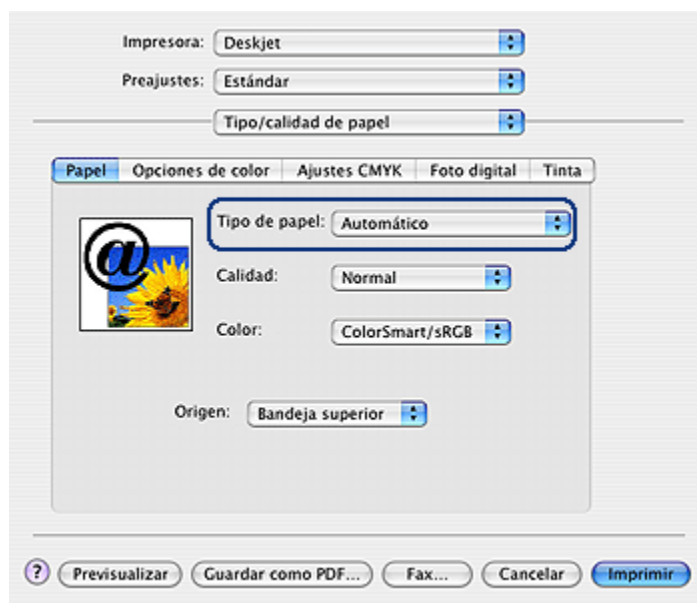 Impresora: Deskjet
Preajustes: Estándar
Tipo/calidad de papel
Papel Opciones de color Ajustes CMYK Foto digital Tinta
Tipo de papel: Automático
Calidad: Normal
Color: ColorSmart/sRGB
Origen: Bandeja superior
? Previsualizar Guardar como PDF... Fax... Cancelar Imprimir